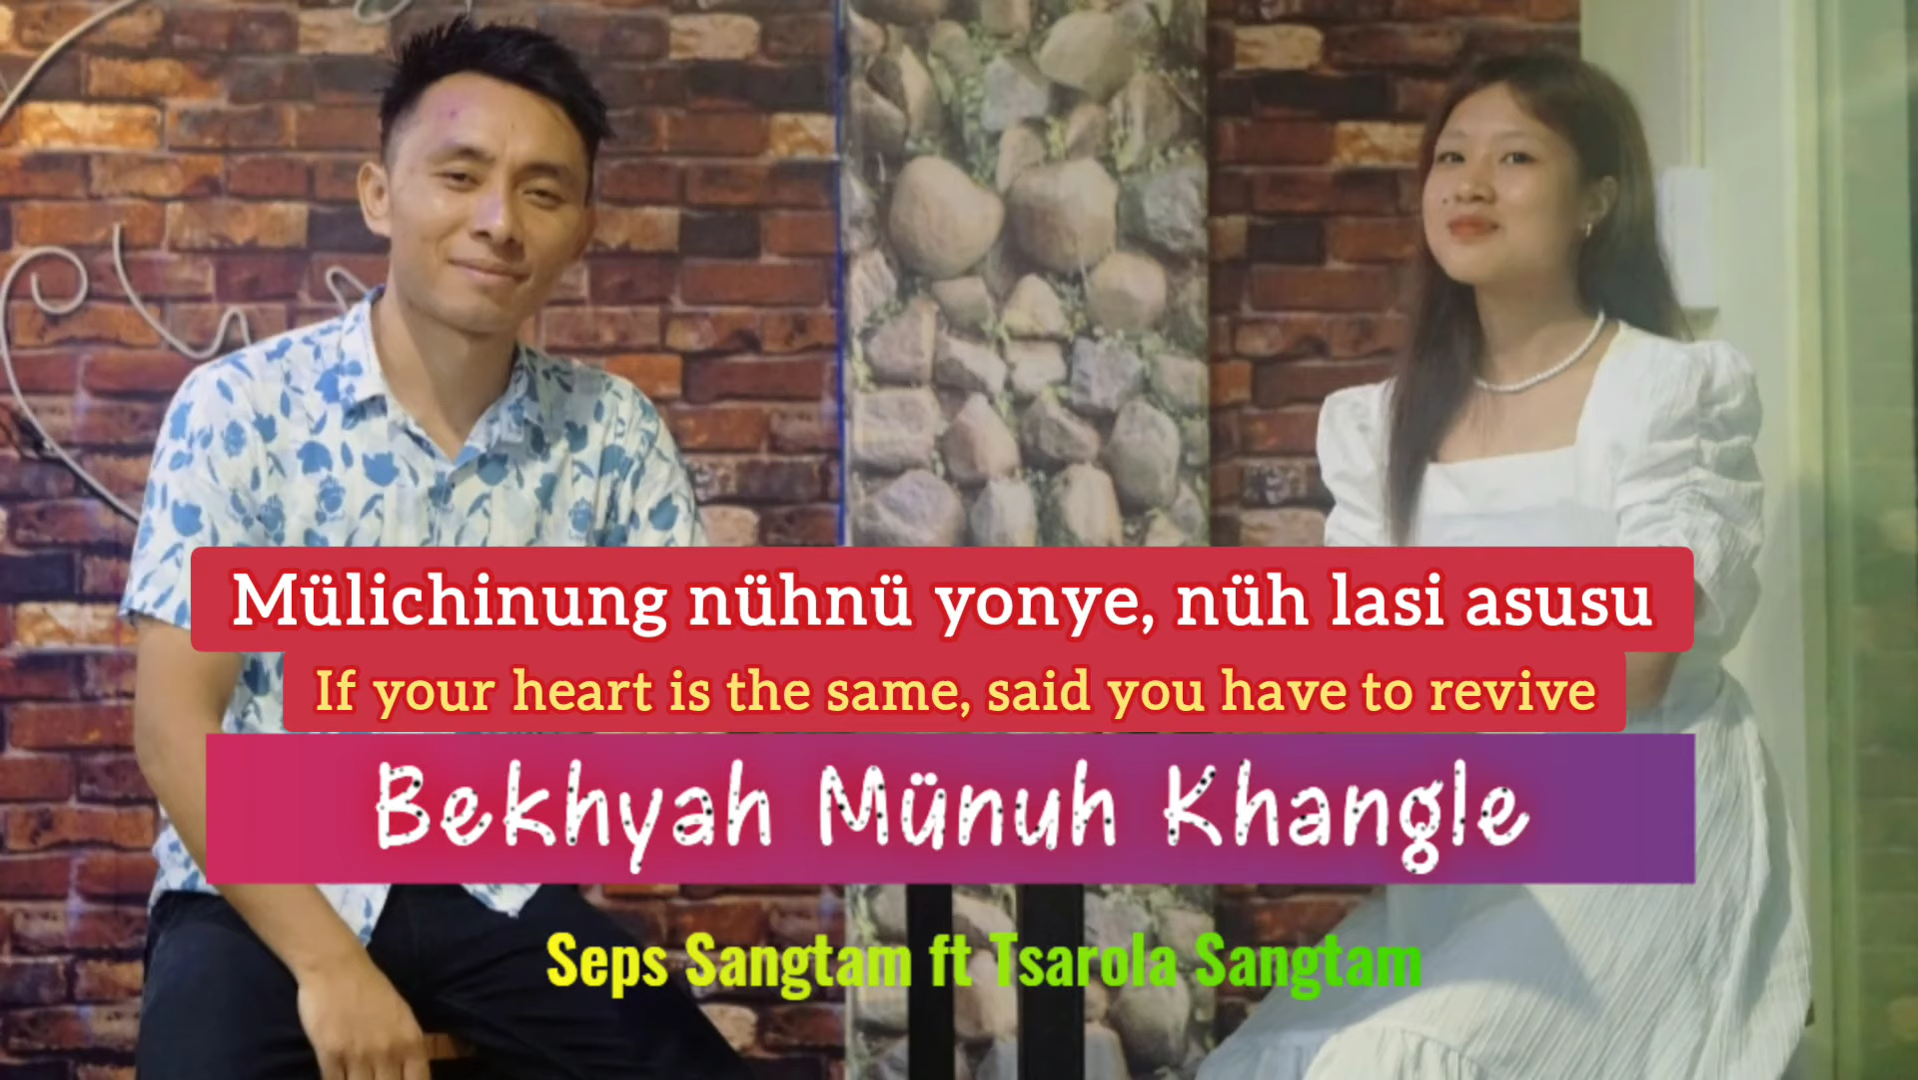 Mülichinung nühnü yonye, nüh lasi asusu
If your heart is the same, said you have to revive
Bekhyah Münuh Khangle
Seps Sangtam ft Tsarola Sangtam